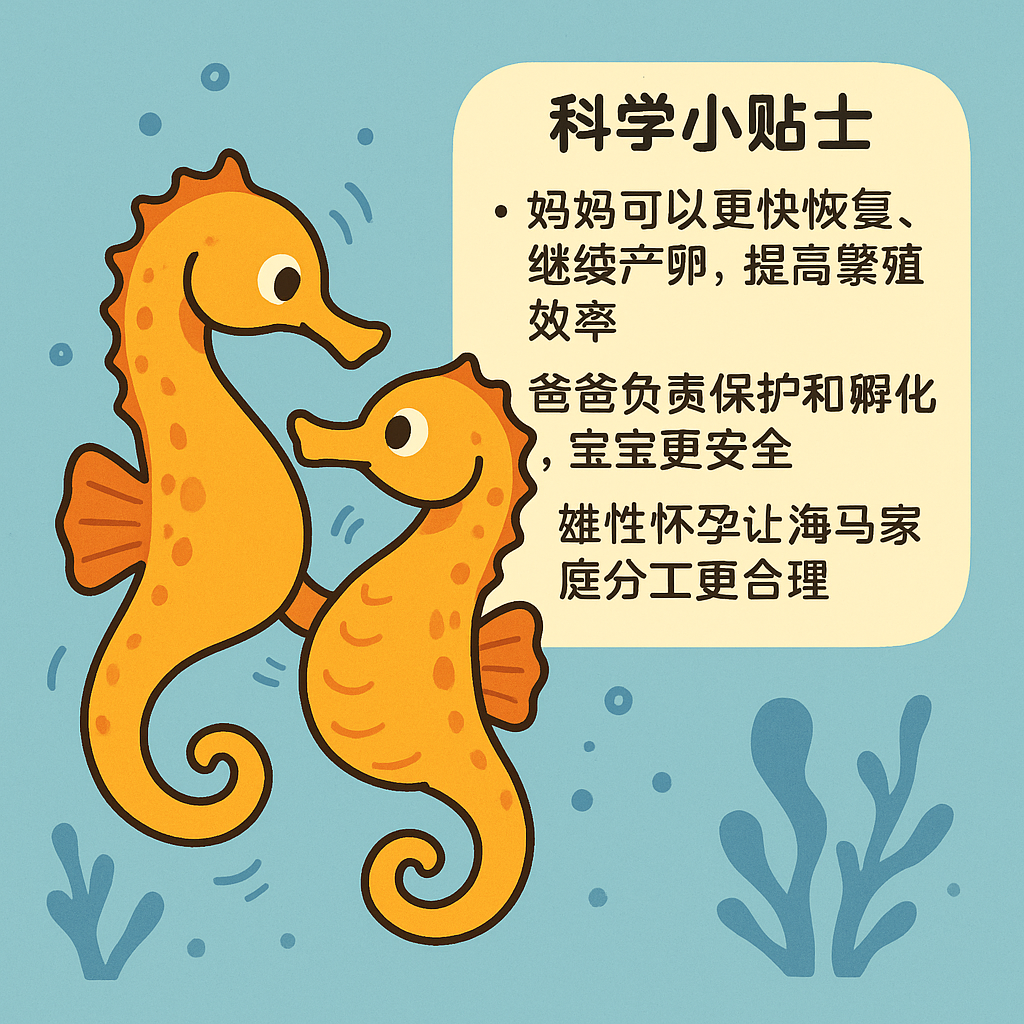 科学小贴士
• 妈妈可以更快恢复、
继续产卵，提高繁殖
效率
爸爸负责保护和孵化
，宝宝更安全
雄性怀孕让海马家
庭分工更合理